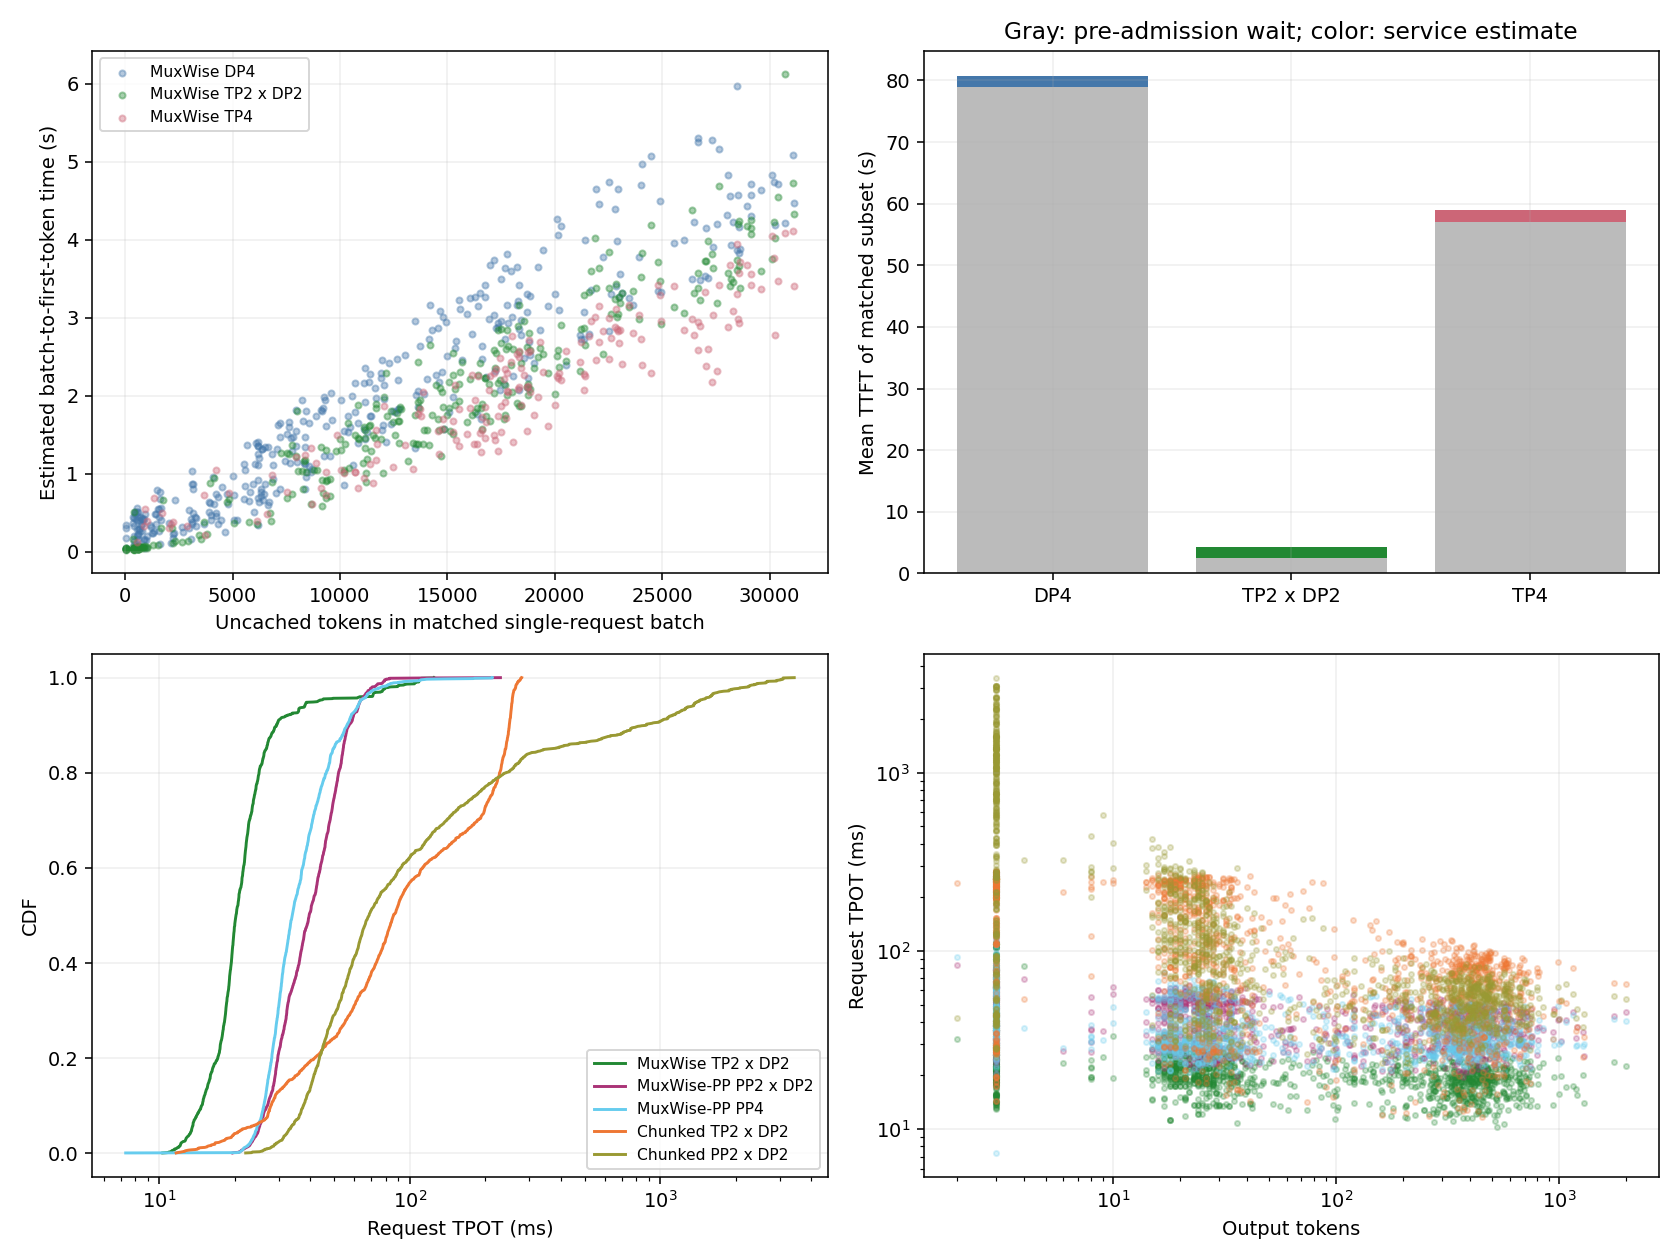 MuxWise DP4
MuxWise TP2 x DP2
MuxWise TP4
Estimated batch-to-first-token time (s)
6
5
4
3
2
1
0
0 5000 10000 15000 20000 25000 30000
Uncached tokens in matched single-request batch
Gray: pre-admission wait; color: service estimate
Mean TTFT of matched subset (s)
80
70
60
50
40
30
20
10
0
DP4 TP2 x DP2 TP4
CDF
1.0
0.8
0.6
0.4
0.2
0.0
MuxWise TP2 x DP2
MuxWise-PP PP2 x DP2
MuxWise-PP PP4
Chunked TP2 x DP2
Chunked PP2 x DP2
10¹ 10² 10³
Request TPOT (ms)
Request TPOT (ms)
10³
10²
10¹
10¹ 10² 10³
Output tokens